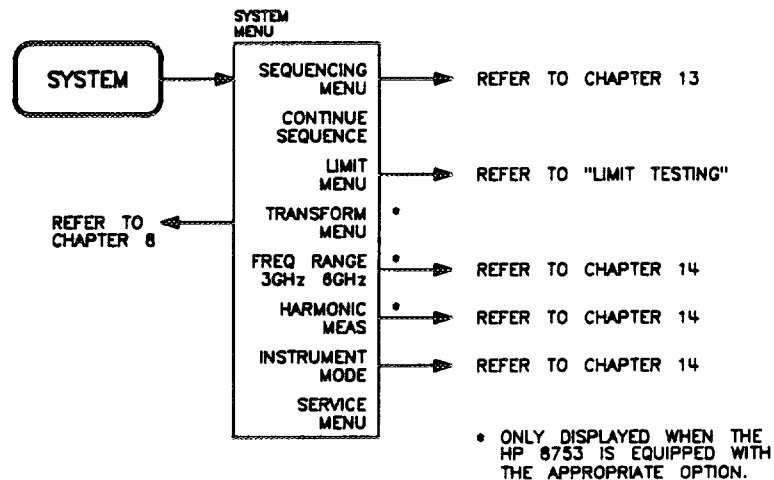 SYSTEM
MENU
SYSTEM
SEQUENCING
MENU
REFER TO CHAPTER 13
CONTINUE
SEQUENCE
LIMIT
MENU
REFER TO "LIMIT TESTING"
TRANSFORM *
MENU
REFER TO
CHAPTER 8
FREQ RANGE *
3GHz 6GHz
REFER TO CHAPTER 14
HARMONIC *
MEAS
REFER TO CHAPTER 14
INSTRUMENT
MODE
REFER TO CHAPTER 14
SERVICE
MENU
* ONLY DISPLAYED WHEN THE
HP 8753 IS EQUIPPED WITH
THE APPROPRIATE OPTION.